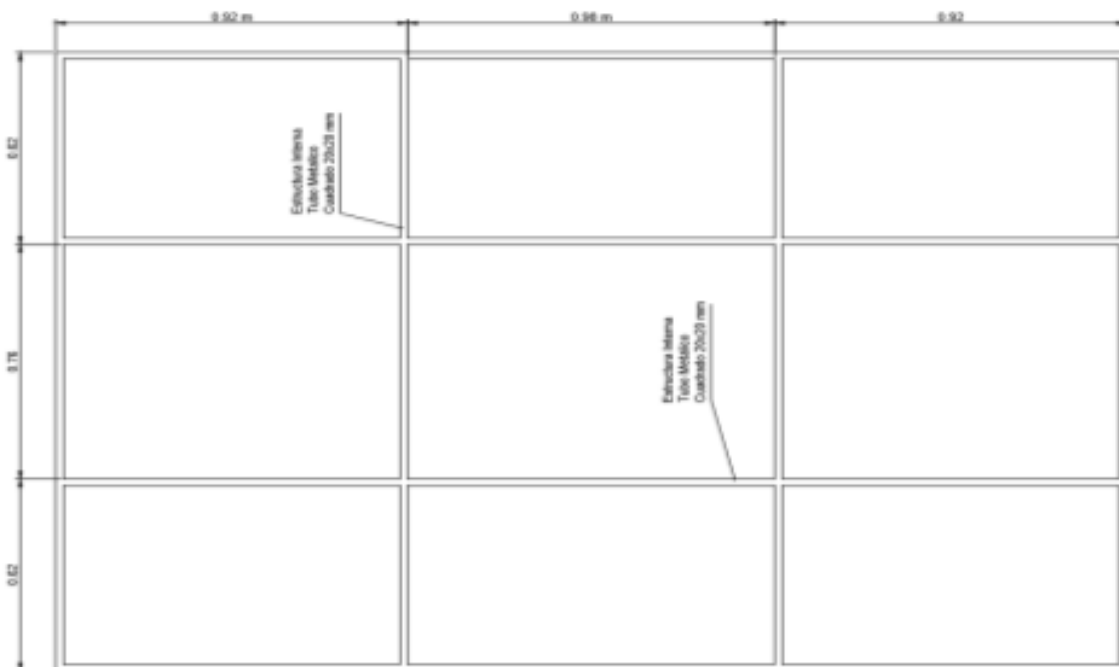 0.92 m
0.98 m
0.92
0.62
Estructura Interna
Tubo Metalico
Cuadrado 20x20 mm
0.76
Estructura Interna
Tubo Metalico
Cuadrado 20x20 mm
0.62